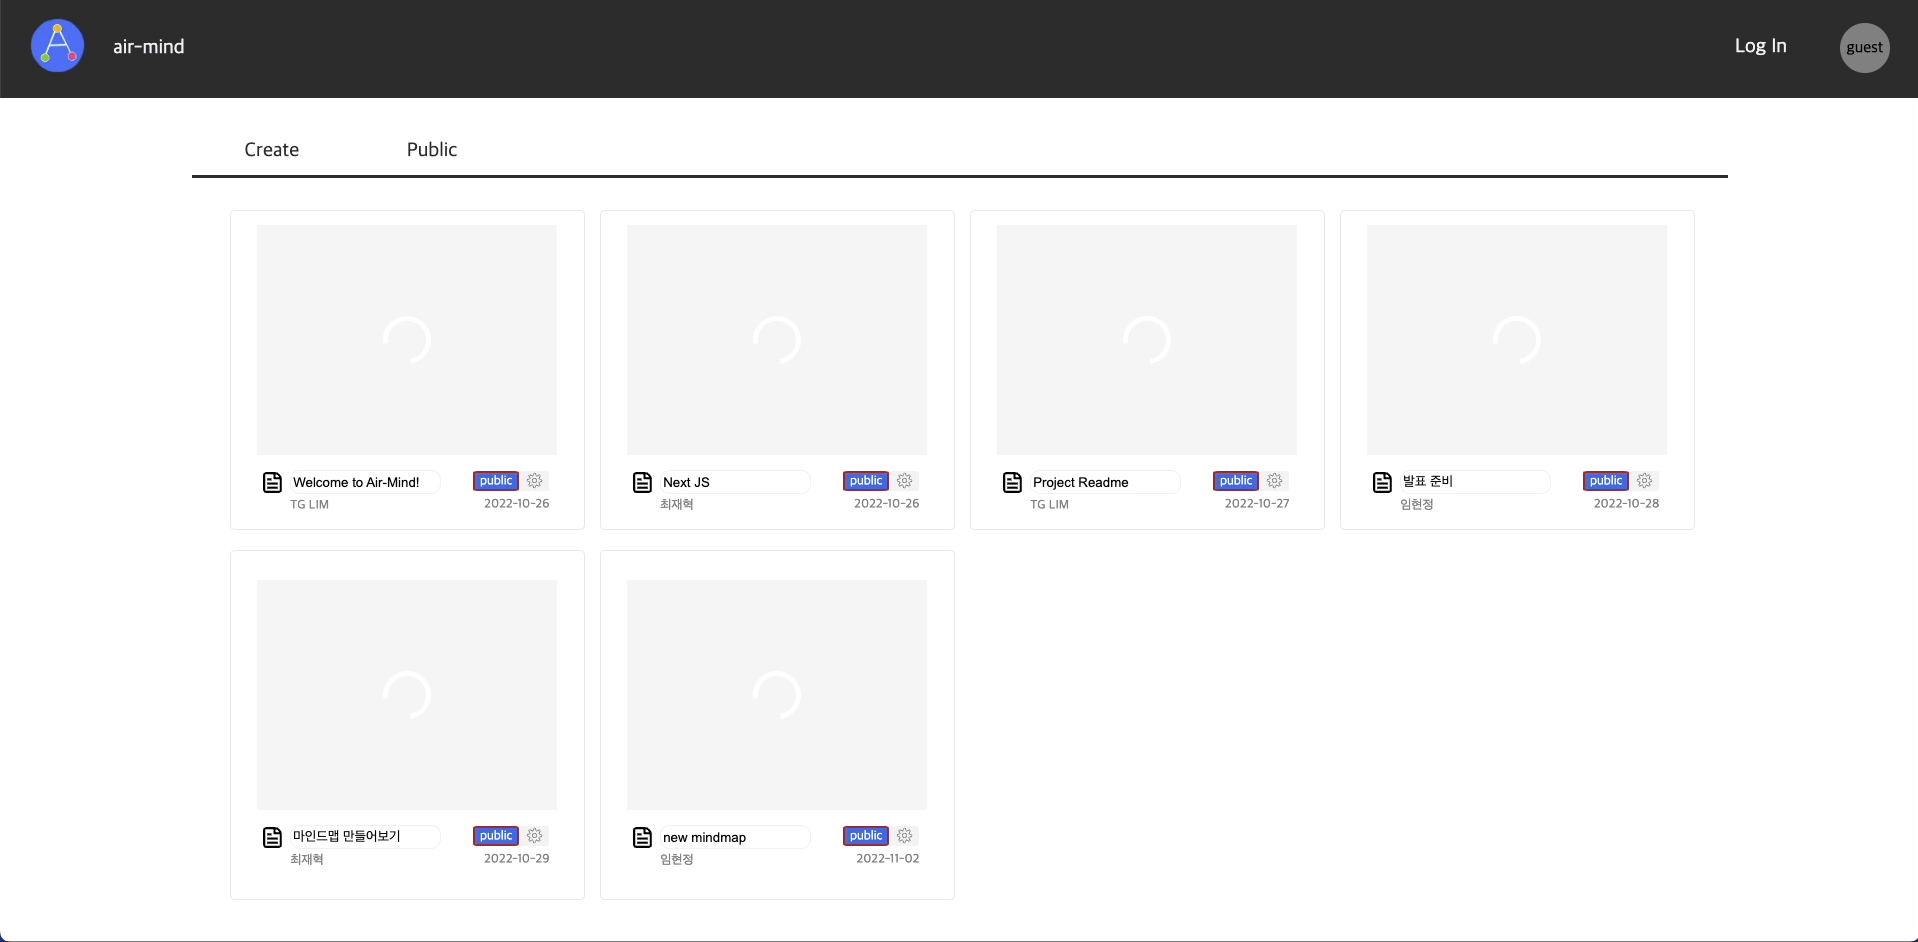 air-mind
Log In
guest
Create
Public
Welcome to Air-Mind!
public
TG LIM
2022-10-26
Next JS
public
최재혁
2022-10-26
Project Readme
public
TG LIM
2022-10-27
발표 준비
public
임현정
2022-10-28
마인드맵 만들어보기
public
최재혁
2022-10-29
new mindmap
public
임현정
2022-11-02